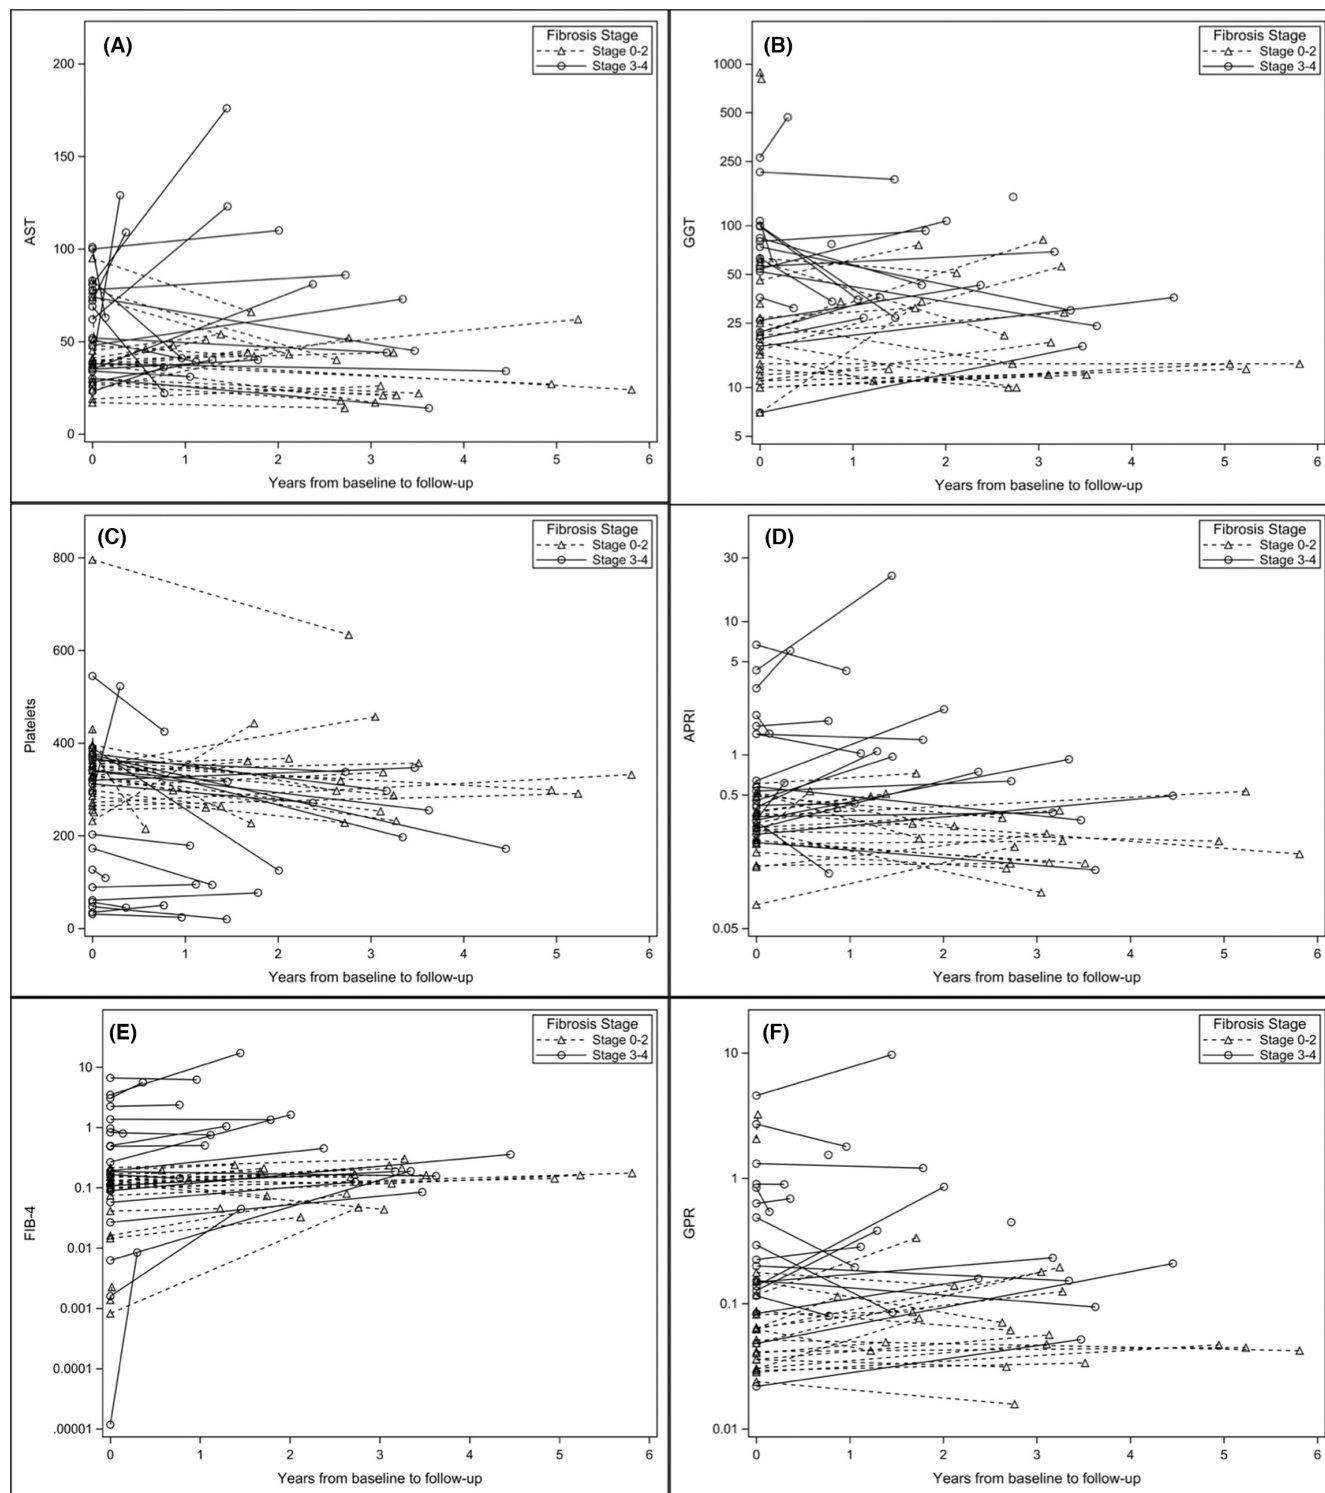 (A)
Fibrosis Stage
Stage 0-2
Stage 3-4
200
150
100
50
0
AST
0 1 2 3 4 5 6
Years from baseline to follow-up
(B)
Fibrosis Stage
Stage 0-2
Stage 3-4
1000
500
250
100
50
25
10
5
GGT
0 1 2 3 4 5 6
Years from baseline to follow-up
(C)
Fibrosis Stage
Stage 0-2
Stage 3-4
800
600
400
200
0
Platelets
0 1 2 3 4 5 6
Years from baseline to follow-up
(D)
Fibrosis Stage
Stage 0-2
Stage 3-4
30
10
5
1
0.5
0.05
APRI
0 1 2 3 4 5 6
Years from baseline to follow-up
(E)
Fibrosis Stage
Stage 0-2
Stage 3-4
10
1
0.1
0.01
0.001
0.0001
.00001
FIB-4
0 1 2 3 4 5 6
Years from baseline to follow-up
(F)
Fibrosis Stage
Stage 0-2
Stage 3-4
10
1
0.1
0.01
GPR
0 1 2 3 4 5 6
Years from baseline to follow-up